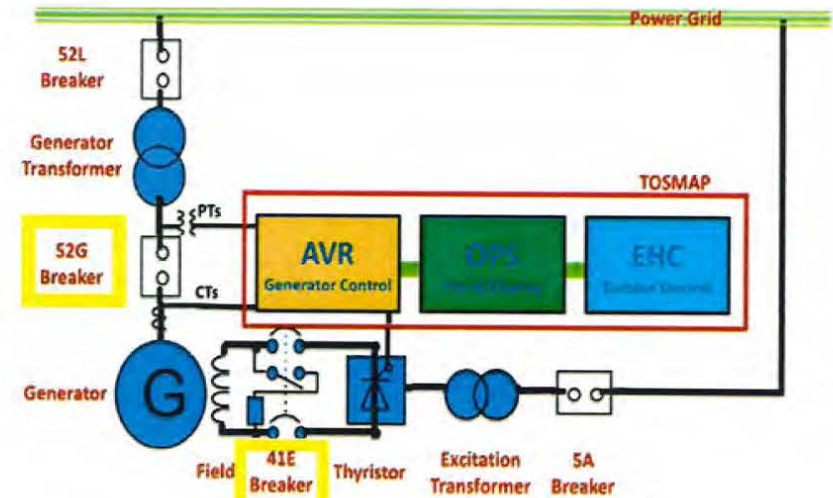 Power Grid
52L
Breaker
Generator
Transformer
TOSMAP
PTs
52G
Breaker
AVR
Generator Control
OPS
EHC
CTs
Generator
G
Field
41E
Breaker
Thyristor
Excitation
Transformer
5A
Breaker